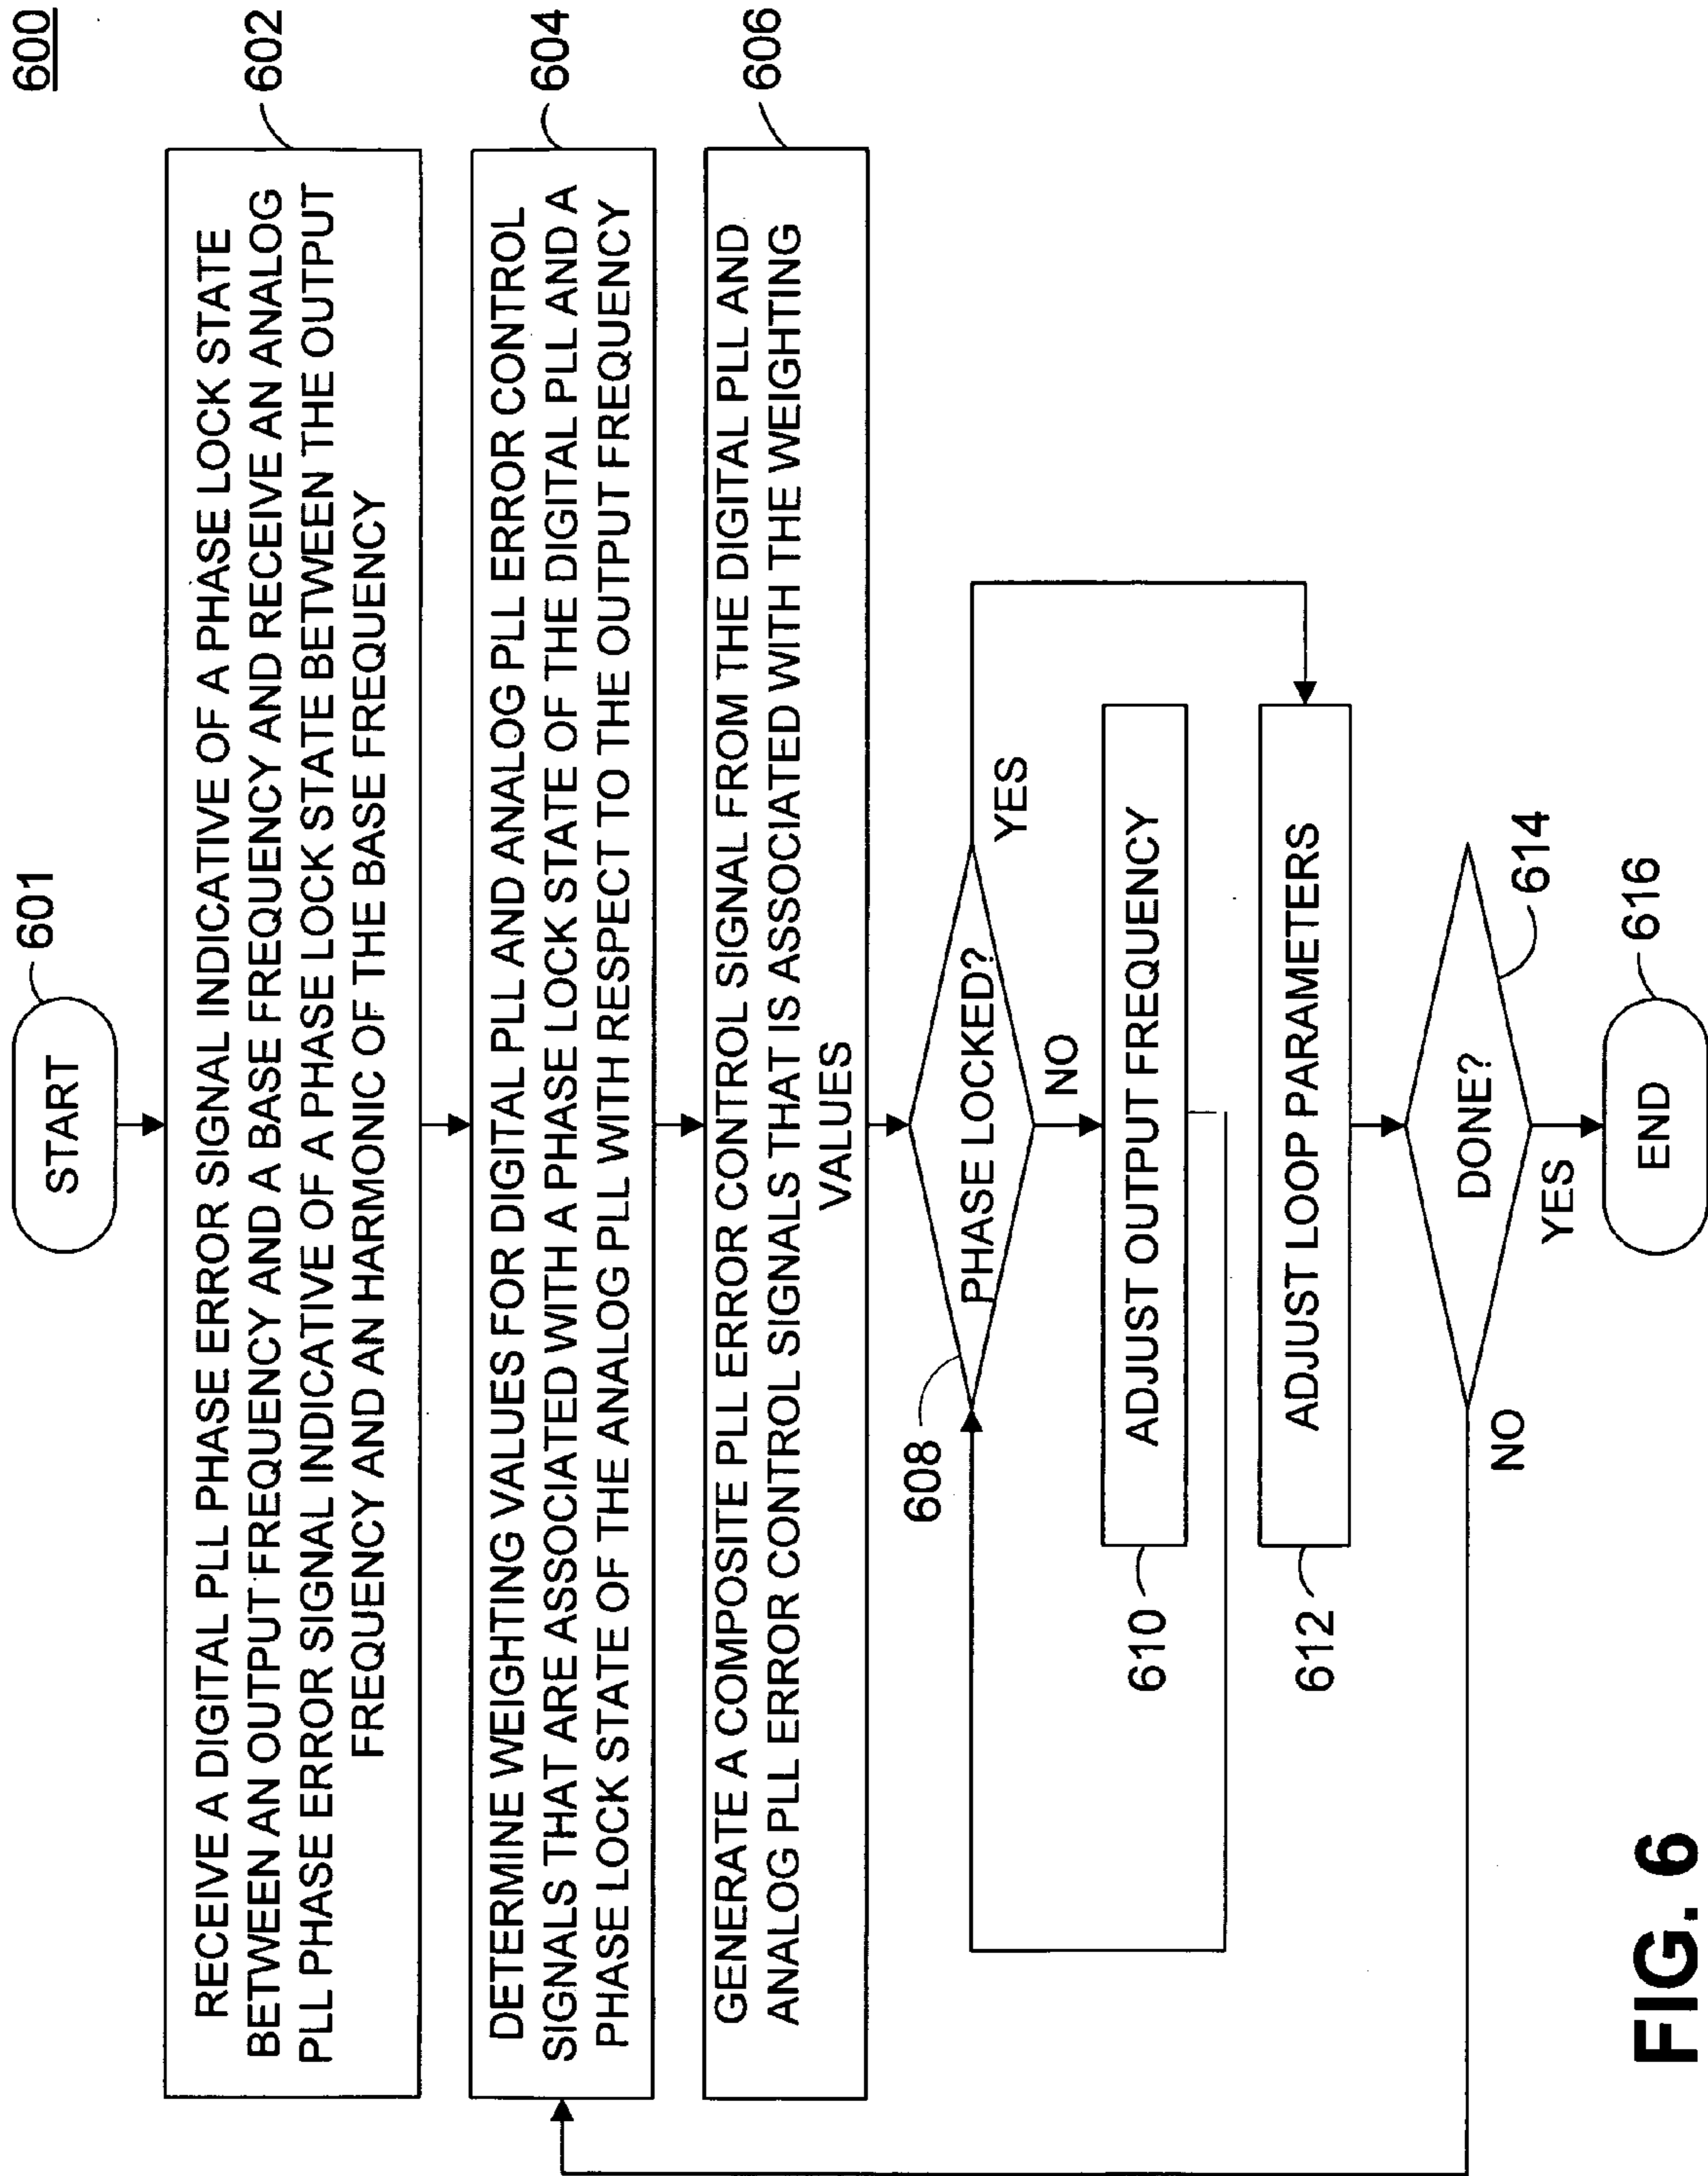 600
START
601
RECEIVE A DIGITAL PLL PHASE ERROR SIGNAL INDICATIVE OF A PHASE LOCK STATE
BETWEEN AN OUTPUT FREQUENCY AND A BASE FREQUENCY AND RECEIVE AN ANALOG
PLL PHASE ERROR SIGNAL INDICATIVE OF A PHASE LOCK STATE BETWEEN THE OUTPUT
FREQUENCY AND AN HARMONIC OF THE BASE FREQUENCY
602
DETERMINE WEIGHTING VALUES FOR DIGITAL PLL AND ANALOG PLL ERROR CONTROL
SIGNALS THAT ARE ASSOCIATED WITH A PHASE LOCK STATE OF THE DIGITAL PLL AND A
PHASE LOCK STATE OF THE ANALOG PLL WITH RESPECT TO THE OUTPUT FREQUENCY
604
GENERATE A COMPOSITE PLL ERROR CONTROL SIGNAL FROM THE DIGITAL PLL AND
ANALOG PLL ERROR CONTROL SIGNALS THAT IS ASSOCIATED WITH THE WEIGHTING
VALUES
606
608
PHASE LOCKED?
YES
NO
610
ADJUST OUTPUT FREQUENCY
612
ADJUST LOOP PARAMETERS
NO
DONE?
614
YES
END
616
FIG. 6